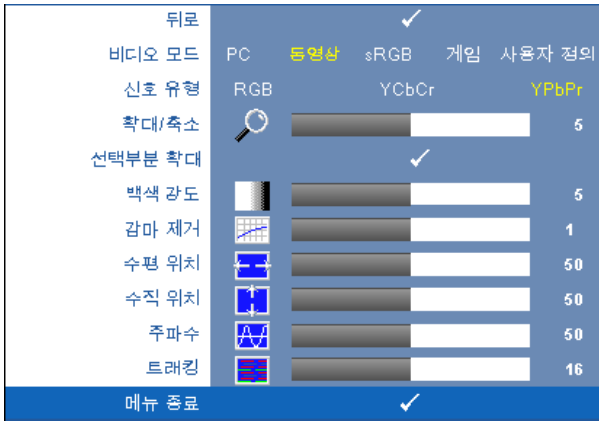 뒤로
비디오 모드 PC 동영상 sRGB 게임 사용자 정의
신호 유형 RGB YCbCr YPbPr
확대/축소 5
선택부분 확대
백색 강도 5
감마 제거 1
수평 위치 50
수직 위치 50
주파수 50
트래킹 16
메뉴 종료